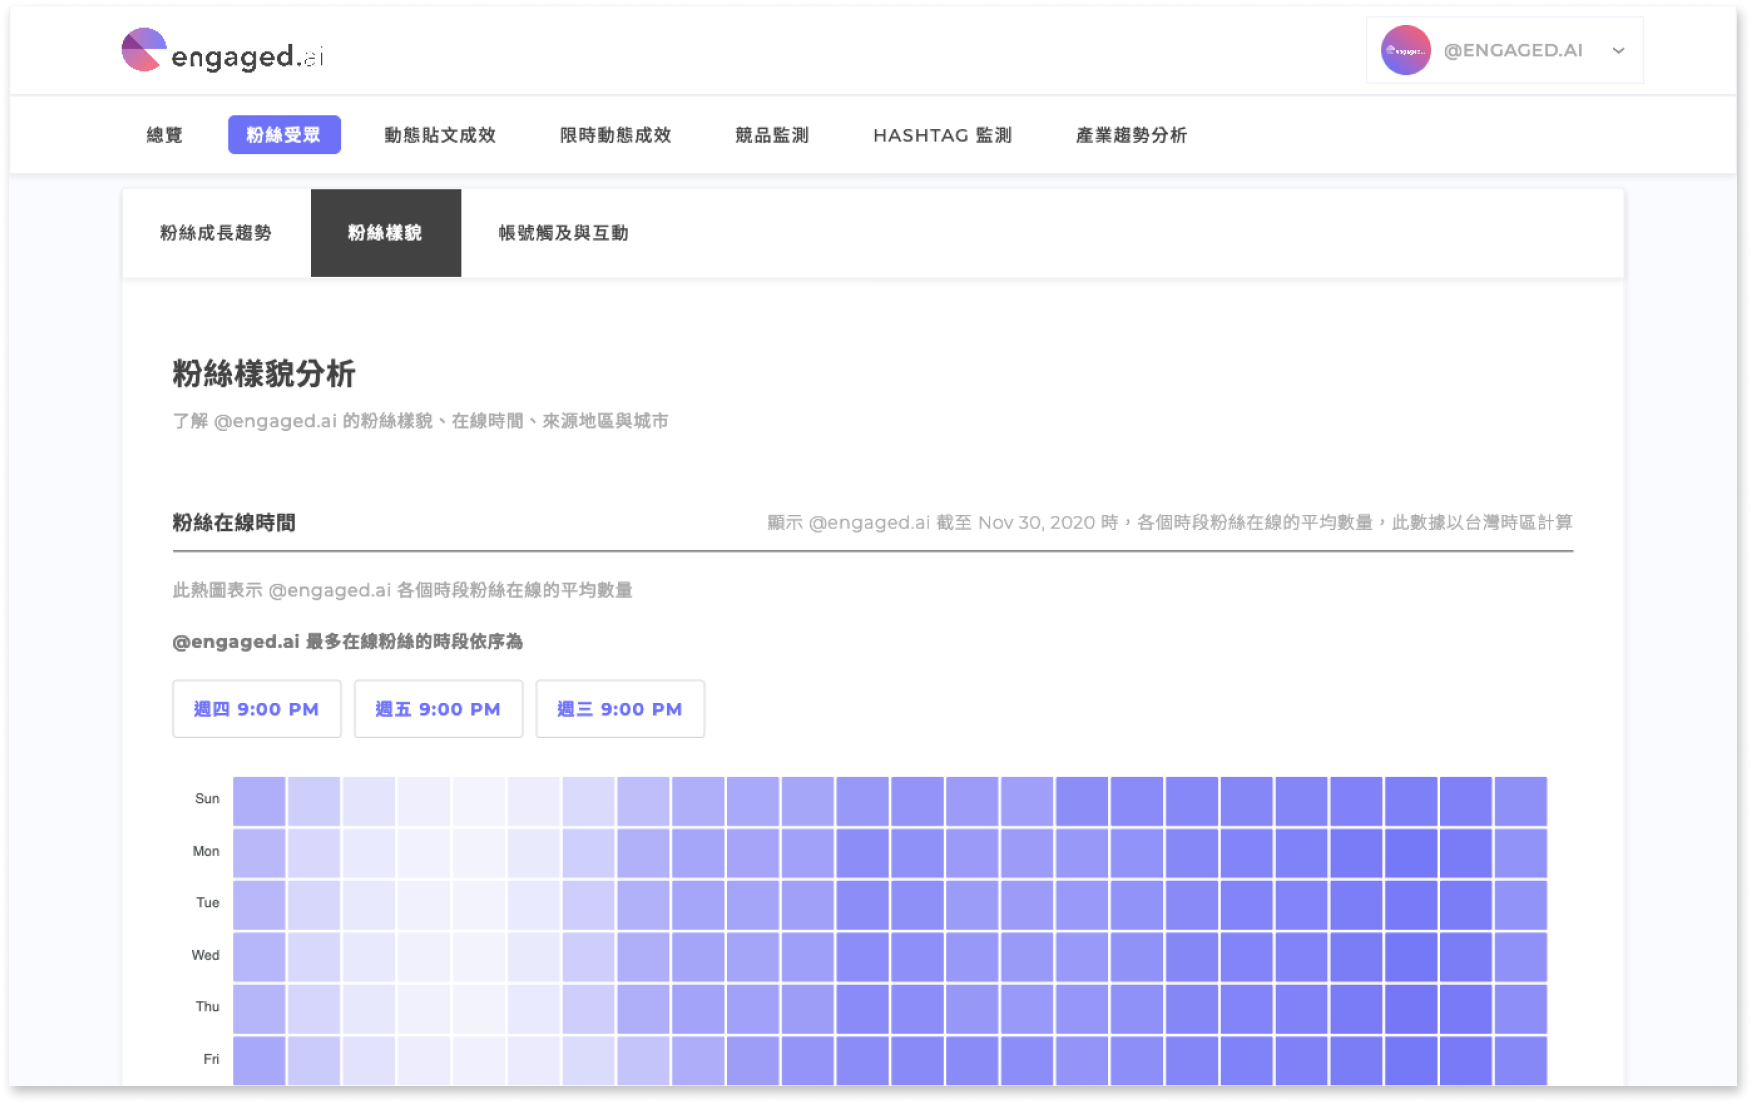 engaged.ai
@ENGAGED.AI
總覽
粉絲受眾
動態貼文成效
限時動態成效
競品監測
HASHTAG 監測
產業趨勢分析
粉絲成長趨勢
粉絲樣貌
帳號觸及與互動
粉絲樣貌分析
了解 @engaged.ai 的粉絲樣貌、在線時間、來源地區與城市
粉絲在線時間
顯示 @engaged.ai 截至 Nov 30, 2020 時，各個時段粉絲在線的平均數量，此數據以台灣時區計算
此熱圖表示 @engaged.ai 各個時段粉絲在線的平均數量
@engaged.ai 最多在線粉絲的時段依序為
週四 9:00 PM
週五 9:00 PM
週三 9:00 PM
Sun
Mon
Tue
Wed
Thu
Fri